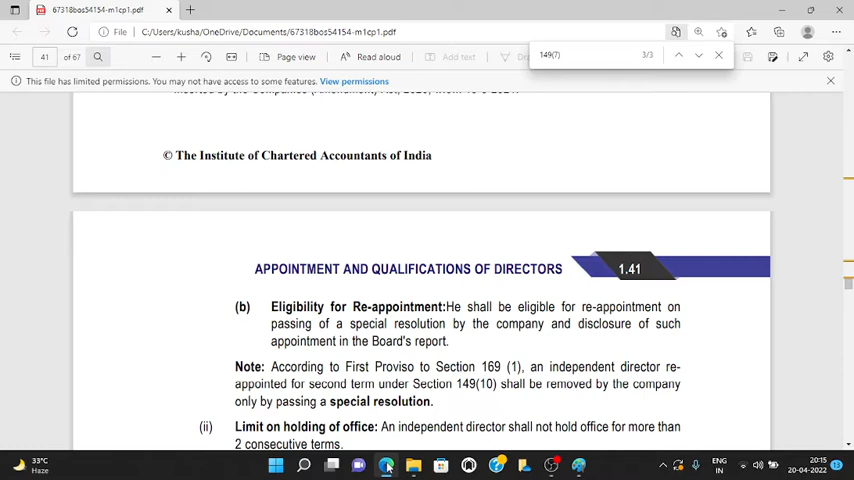 67318bos54154-m1cp1.pdf
File | C:/Users/kusha/OneDrive/Documents/67318bos54154-m1cp1.pdf
149(7) 3/3
41 of 67 Page view Read aloud Add text
This file has limited permissions. You may not have access to some features. View permissions
© The Institute of Chartered Accountants of India
APPOINTMENT AND QUALIFICATIONS OF DIRECTORS 1.41
(b) Eligibility for Re-appointment:He shall be eligible for re-appointment on
passing of a special resolution by the company and disclosure of such
appointment in the Board's report.
Note: According to First Proviso to Section 169 (1), an independent director re-
appointed for second term under Section 149(10) shall be removed by the company
only by passing a special resolution.
(ii) Limit on holding of office: An independent director shall not hold office for more than
2 consecutive terms.
33°C
Haze
ENG
IN
20:15
20-04-2022